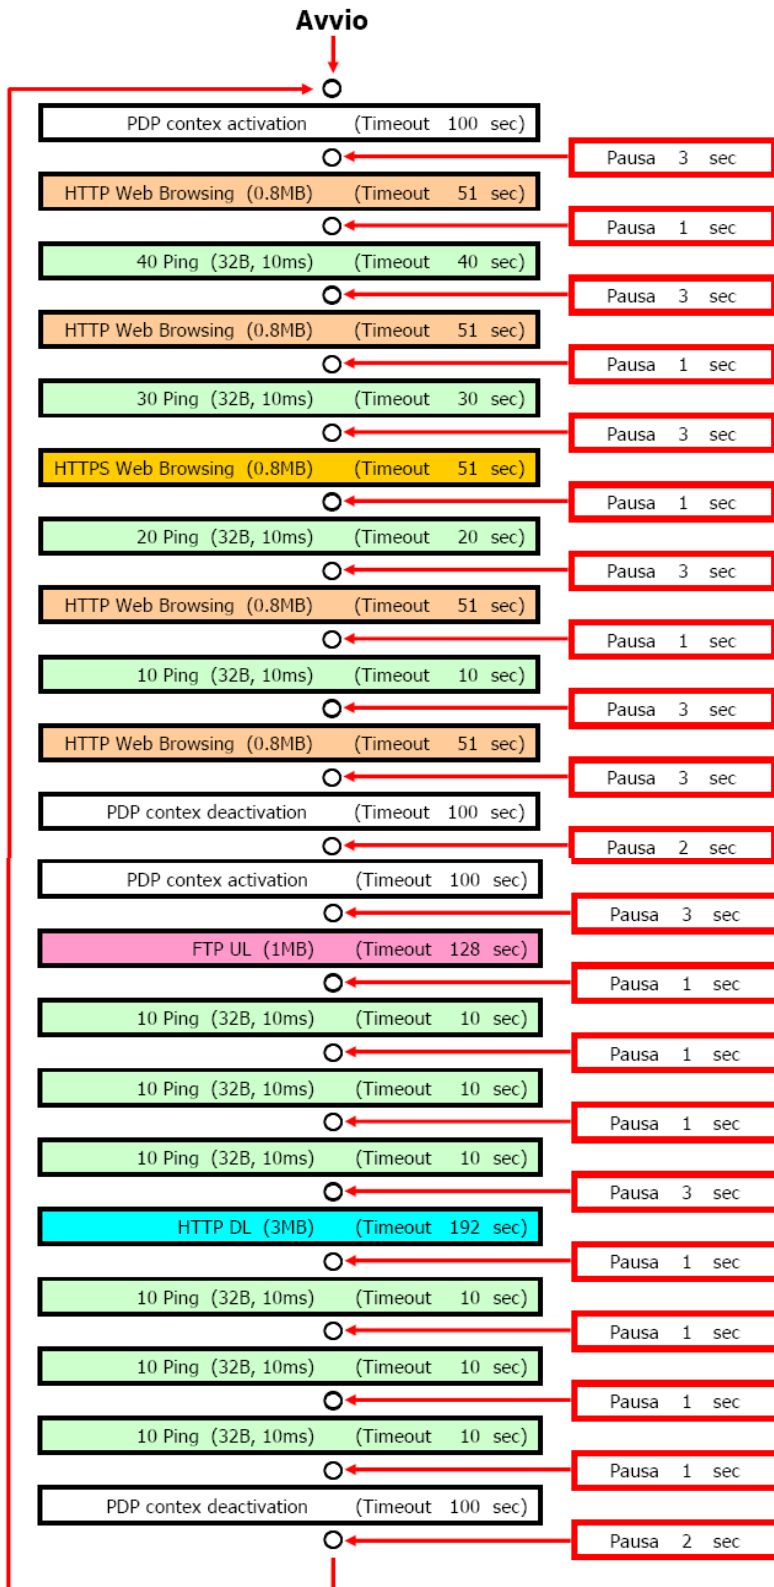 Avvio
PDP contex activation (Timeout 100 sec)
Pausa 3 sec
HTTP Web Browsing (0.8MB) (Timeout 51 sec)
Pausa 1 sec
40 Ping (32B, 10ms) (Timeout 40 sec)
Pausa 3 sec
HTTP Web Browsing (0.8MB) (Timeout 51 sec)
Pausa 1 sec
30 Ping (32B, 10ms) (Timeout 30 sec)
Pausa 3 sec
HTTPS Web Browsing (0.8MB) (Timeout 51 sec)
Pausa 1 sec
20 Ping (32B, 10ms) (Timeout 20 sec)
Pausa 3 sec
HTTP Web Browsing (0.8MB) (Timeout 51 sec)
Pausa 1 sec
10 Ping (32B, 10ms) (Timeout 10 sec)
Pausa 3 sec
HTTP Web Browsing (0.8MB) (Timeout 51 sec)
Pausa 3 sec
PDP contex deactivation (Timeout 100 sec)
Pausa 2 sec
PDP contex activation (Timeout 100 sec)
Pausa 3 sec
FTP UL (1MB) (Timeout 128 sec)
Pausa 1 sec
10 Ping (32B, 10ms) (Timeout 10 sec)
Pausa 1 sec
10 Ping (32B, 10ms) (Timeout 10 sec)
Pausa 1 sec
10 Ping (32B, 10ms) (Timeout 10 sec)
Pausa 3 sec
HTTP DL (3MB) (Timeout 192 sec)
Pausa 1 sec
10 Ping (32B, 10ms) (Timeout 10 sec)
Pausa 1 sec
10 Ping (32B, 10ms) (Timeout 10 sec)
Pausa 1 sec
10 Ping (32B, 10ms) (Timeout 10 sec)
Pausa 1 sec
PDP contex deactivation (Timeout 100 sec)
Pausa 2 sec